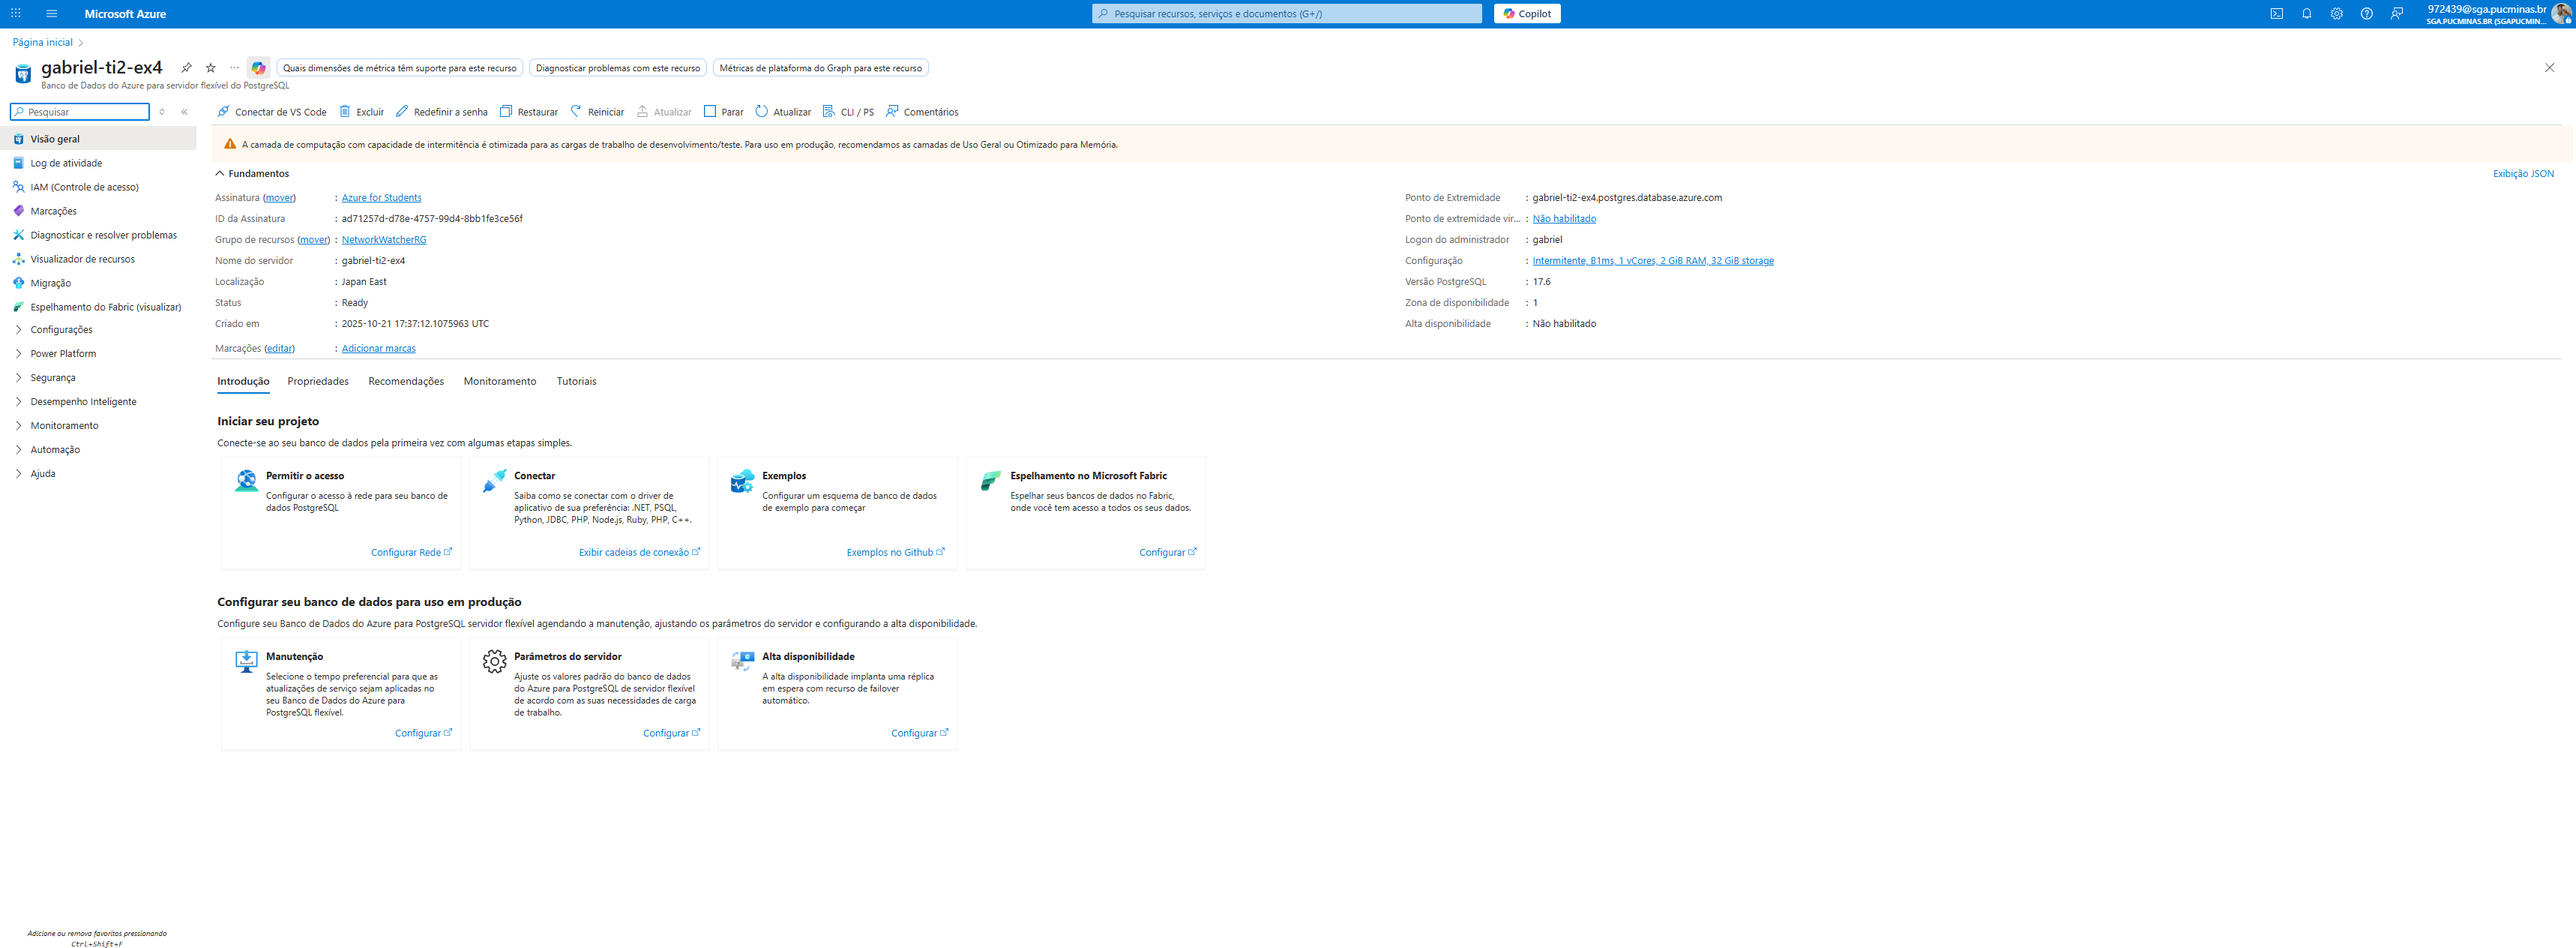 Microsoft Azure
Pesquisar recursos, serviços e documentos (G+/)
Copilot
972439@sga.pucminas.br
SGA.PUCMINAS.BR (SGAPUCMIN...
Página inicial
gabriel-ti2-ex4
Quais dimensões de métrica têm suporte para este recurso
Diagnosticar problemas com este recurso
Métricas de plataforma do Graph para este recurso
Banco de Dados do Azure para servidor flexível do PostgreSQL
Pesquisar
Visão geral
Log de atividade
IAM (Controle de acesso)
Marcações
Diagnosticar e resolver problemas
Visualizador de recursos
Migração
Espelhamento do Fabric (visualizar)
Configurações
Power Platform
Segurança
Desempenho Inteligente
Monitoramento
Automação
Ajuda
Adicione ou remova favoritos pressionando
Ctrl+Shift+F
Conectar de VS Code
Excluir
Redefinir a senha
Restaurar
Reiniciar
Atualizar
Parar
Atualizar
CLI / PS
Comentários
A camada de computação com capacidade de intermitência é otimizada para as cargas de trabalho de desenvolvimento/teste. Para uso em produção, recomendamos as camadas de Uso Geral ou Otimizado para Memória.
Fundamentos
Exibição JSON
Assinatura (mover) : Azure for Students
ID da Assinatura : ad71257d-d78e-4757-99d4-8bb1fe3ce56f
Grupo de recursos (mover) : NetworkWatcherRG
Nome do servidor : gabriel-ti2-ex4
Localização : Japan East
Status : Ready
Criado em : 2025-10-21 17:37:12.1075963 UTC
Marcações (editar) : Adicionar marcas
Ponto de Extremidade : gabriel-ti2-ex4.postgres.database.azure.com
Ponto de extremidade vir... : Não habilitado
Logon do administrador : gabriel
Configuração : Intermitente, B1ms, 1 vCores, 2 GiB RAM, 32 GiB storage
Versão PostgreSQL : 17.6
Zona de disponibilidade : 1
Alta disponibilidade : Não habilitado
Introdução
Propriedades
Recomendações
Monitoramento
Tutoriais
Iniciar seu projeto
Conecte-se ao seu banco de dados pela primeira vez com algumas etapas simples.
Permitir o acesso
Configurar o acesso à rede para seu banco de
dados PostgreSQL
Configurar Rede
Conectar
Saiba como se conectar com o driver de
aplicativo de sua preferência: .NET, PSQL,
Python, JDBC, PHP, Node.js, Ruby, PHP, C++.
Exibir cadeias de conexão
Exemplos
Configurar um esquema de banco de dados
de exemplo para começar
Exemplos no Github
Espelhamento no Microsoft Fabric
Espelhar seus bancos de dados no Fabric,
onde você tem acesso a todos os seus dados.
Configurar
Configurar seu banco de dados para uso em produção
Configure seu Banco de Dados do Azure para PostgreSQL servidor flexível agendando a manutenção, ajustando os parâmetros do servidor e configurando a alta disponibilidade.
Manutenção
Selecione o tempo preferencial para que as
atualizações de serviço sejam aplicadas no
seu Banco de Dados do Azure para
PostgreSQL flexível.
Configurar
Parâmetros do servidor
Ajuste os valores padrão do banco de dados
do Azure para PostgreSQL de servidor flexível
de acordo com as suas necessidades de carga
de trabalho.
Configurar
Alta disponibilidade
A alta disponibilidade implanta uma réplica
em espera com recurso de failover
automático.
Configurar